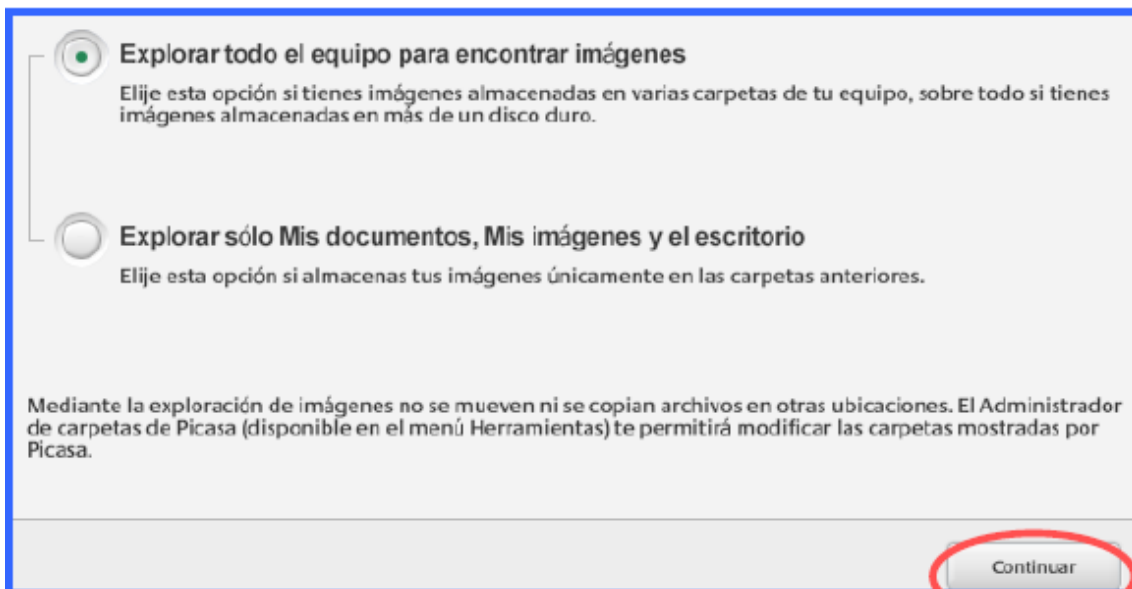 Explorar todo el equipo para encontrar imágenes
Elije esta opción si tienes imágenes almacenadas en varias carpetas de tu equipo, sobre todo si tienes
imágenes almacenadas en más de un disco duro.
Explorar sólo Mis documentos, Mis imágenes y el escritorio
Elije esta opción si almacenas tus imágenes únicamente en las carpetas anteriores.
Mediante la exploración de imágenes no se mueven ni se copian archivos en otras ubicaciones. El Administrador
de carpetas de Picasa (disponible en el menú Herramientas) te permitirá modificar las carpetas mostradas por
Picasa.
Continuar